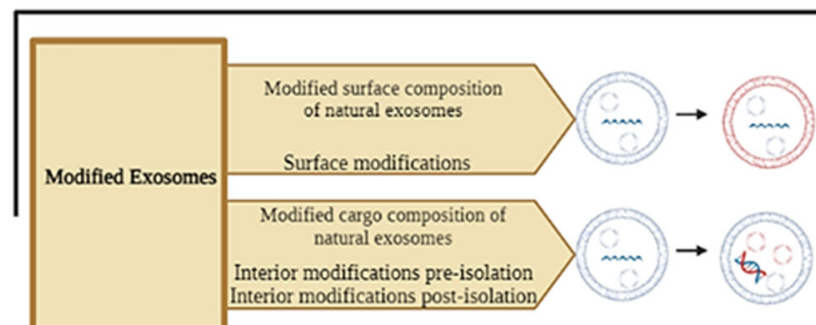 Modified Exosomes
Modified surface composition
of natural exosomes
Surface modifications
Modified cargo composition of
natural exosomes
Interior modifications pre-isolation
Interior modifications post-isolation